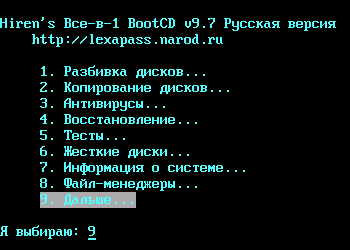 Hiren's Все-в-1 BootCD v9.7 Русская версия
http://lexapass.narod.ru
1. Разбивка дисков...
2. Копирование дисков...
3. Антивирусы...
4. Восстановление...
5. Тесты...
6. Жесткие диски...
7. Информация о системе...
8. Файл-менеджеры...
9. Дальше...
Я выбираю: 9